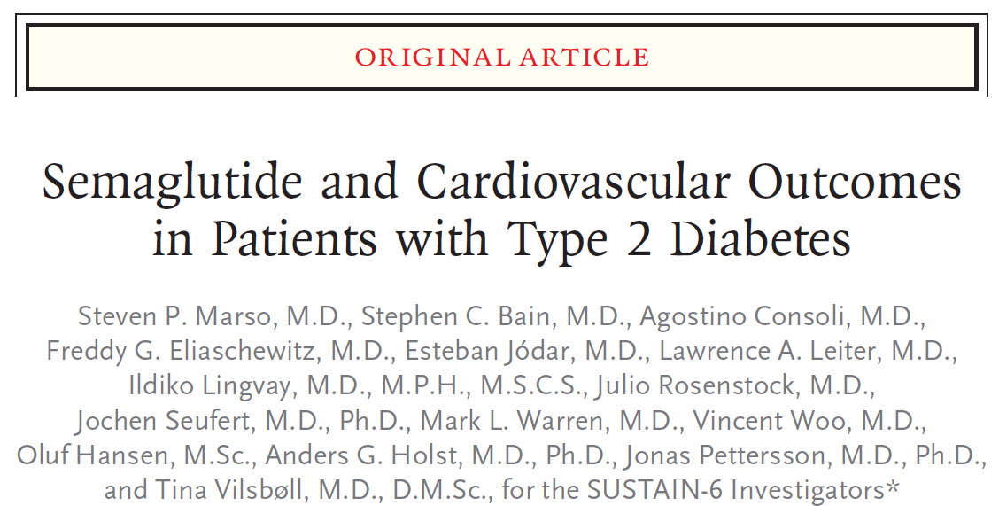 ORIGINAL ARTICLE
Semaglutide and Cardiovascular Outcomes
in Patients with Type 2 Diabetes
Steven P. Marso, M.D., Stephen C. Bain, M.D., Agostino Consoli, M.D.,
Freddy G. Eliaschewitz, M.D., Esteban Jódar, M.D., Lawrence A. Leiter, M.D.,
Ildiko Lingvay, M.D., M.P.H., M.S.C.S., Julio Rosenstock, M.D.,
Jochen Seufert, M.D., Ph.D., Mark L. Warren, M.D., Vincent Woo, M.D.,
Oluf Hansen, M.Sc., Anders G. Holst, M.D., Ph.D., Jonas Pettersson, M.D., Ph.D.,
and Tina Vilsbøll, M.D., D.M.Sc., for the SUSTAIN-6 Investigators*